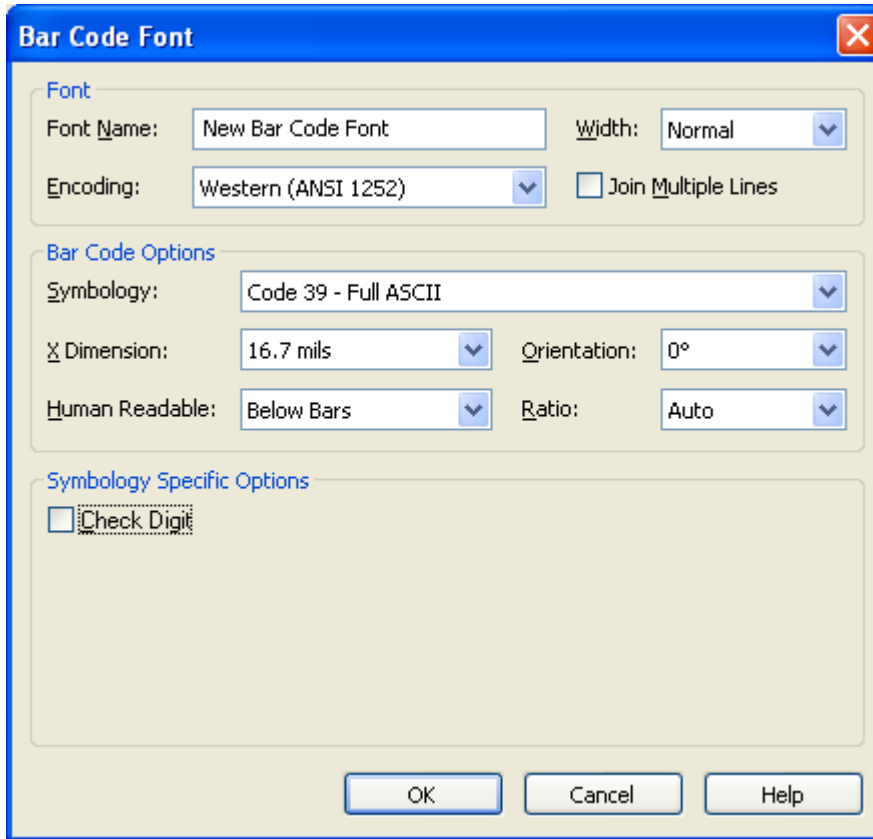 Bar Code Font
Font
Font Name: New Bar Code Font Width: Normal
Encoding: Western (ANSI 1252) Join Multiple Lines
Bar Code Options
Symbology: Code 39 - Full ASCII
X Dimension: 16.7 mils Orientation: 0°
Human Readable: Below Bars Ratio: Auto
Symbology Specific Options
Check Digit
OK Cancel Help